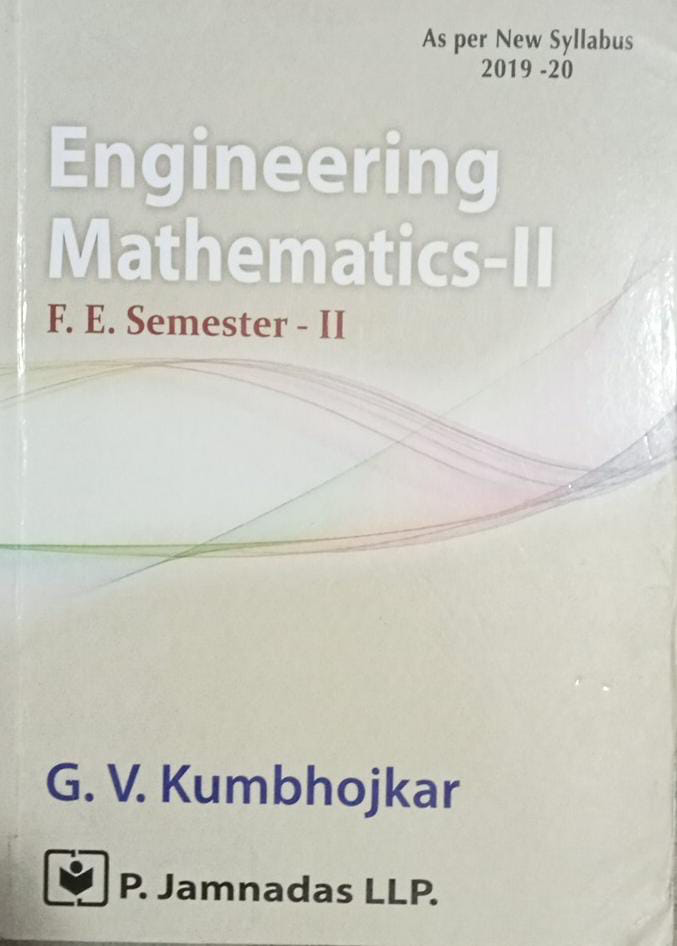 As per New Syllabus
2019 -20
Engineering
Mathematics-II
F. E. Semester - II
G. V. Kumbhojkar
P. Jamnadas LLP.